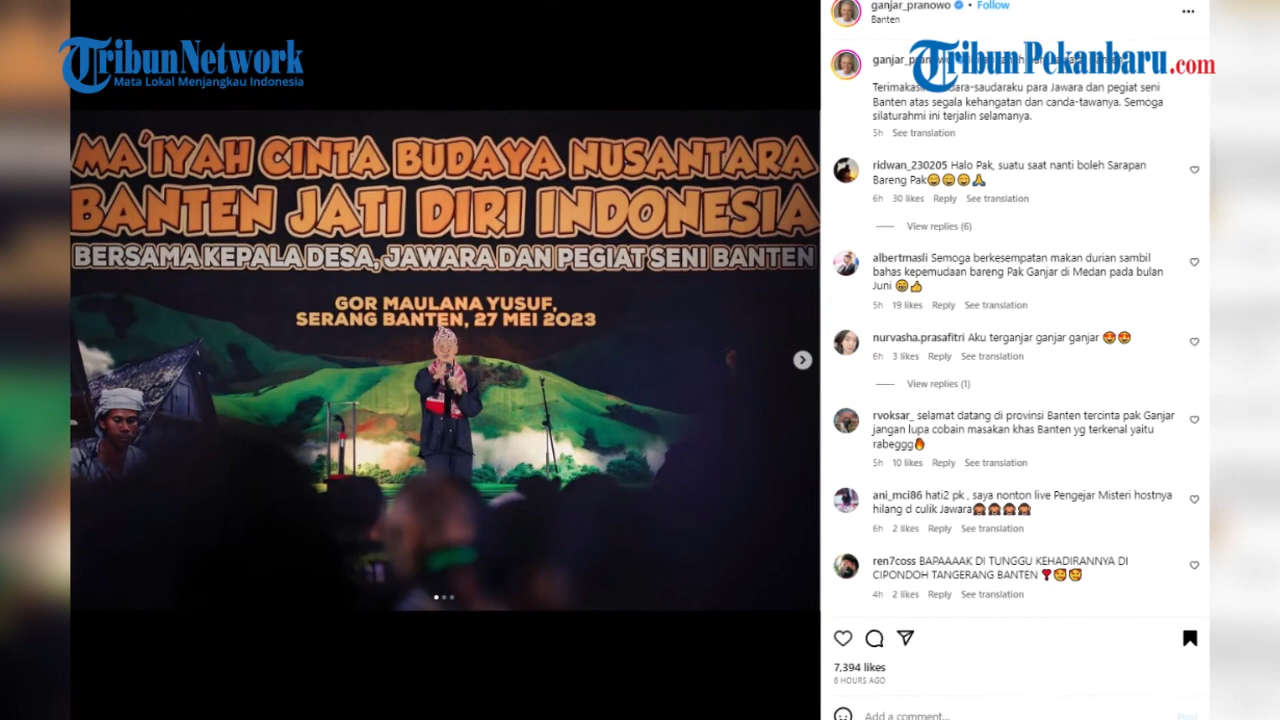 TribunNetwork
Mata Lokal Menjangkau Indonesia
MA'IYAH CINTA BUDAYA NUSANTARA
BANTEN JATI DIRI INDONESIA
BERSAMA KEPALA DESA, JAWARA DAN PEGIAT SENI BANTEN
GOR MAULANA YUSUF,
SERANG BANTEN, 27 MEI 2023
ganjar_pranowo • Follow
Banten
TribunPekanbaru.com
Terimakasih
para Jawara dan pegiat seni
Banten atas segala kehangatan dan canda-tawanya. Semoga
silaturahmi ini terjalin selamanya.
5h See translation
ridwan_230205 Halo Pak, suatu saat nanti boleh Sarapan
Bareng Pak😄😄😄🙏
6h 30 likes Reply See translation
View replies (6)
albertmasli Semoga berkesempatan makan durian sambil
bahas kepemudaan bareng Pak Ganjar di Medan pada bulan
Juni 😁👍
5h 19 likes Reply See translation
nurvasha.prasafitri Aku terganjar ganjar ganjar 😍😍
6h 3 likes Reply See translation
View replies (1)
rvoksar_ selamat datang di provinsi Banten tercinta pak Ganjar
jangan lupa cobain masakan khas Banten yg terkenal yaitu
rabeggg🔥
5h 10 likes Reply See translation
ani_mci86 hati2 pk , saya nonton live Pengejar Misteri hostnya
hilang d culik Jawara🙈🙈🙈🙈
6h 2 likes Reply See translation
ren7coss BAPAAAAK DI TUNGGU KEHADIRANNYA DI
CIPONDOH TANGERANG BANTEN ❣️🥰🥰
4h 2 likes Reply See translation
7,394 likes
6 HOURS AGO
Add a comment...
Post